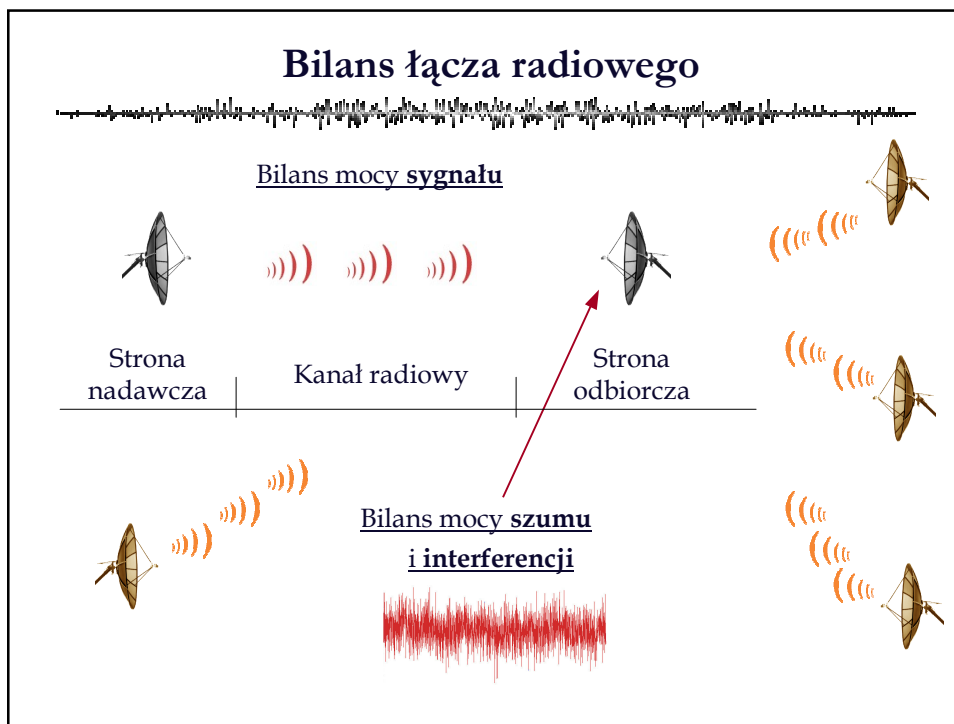 Bilans łącza radiowego
Bilans mocy sygnału
Strona
nadawcza
Kanał radiowy
Strona
odbiorcza
Bilans mocy szumu
i interferencji